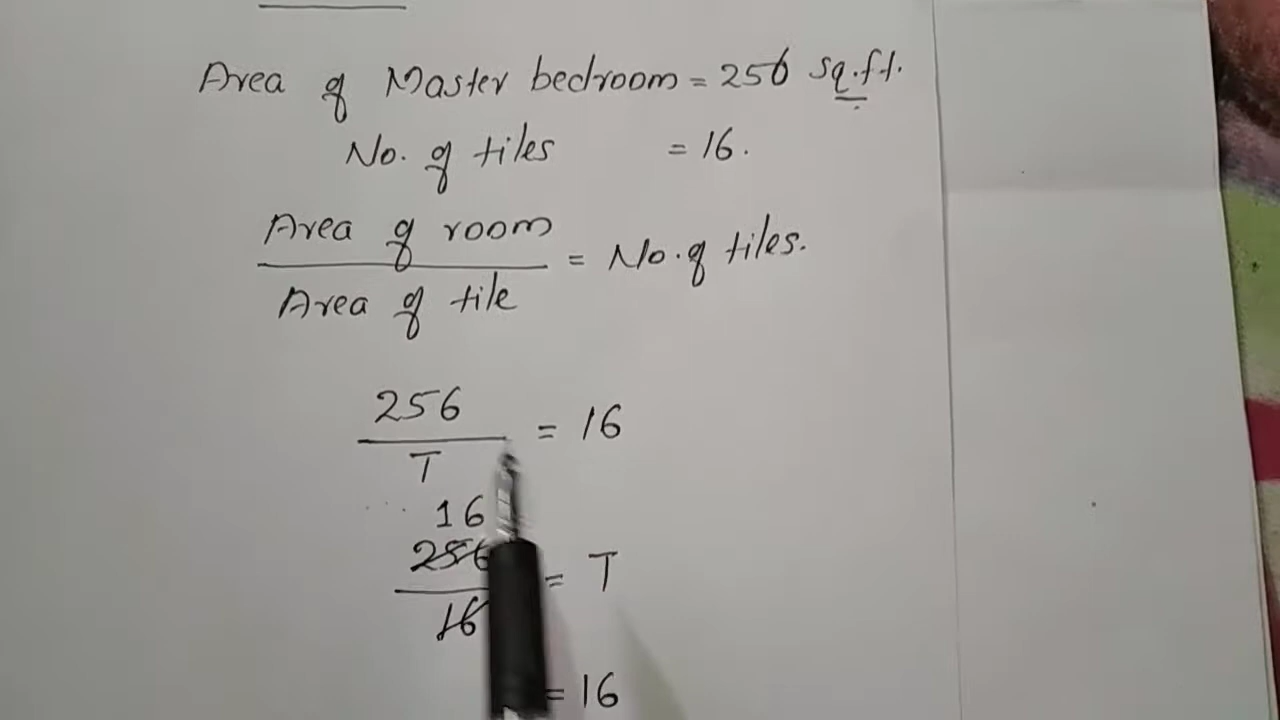 Area of Master bedroom = 256 sq.ft.
No. of tiles = 16.
Area of room
= No. of tiles.
Area of tile
256
= 16
T
16
256
= T
16
= 16